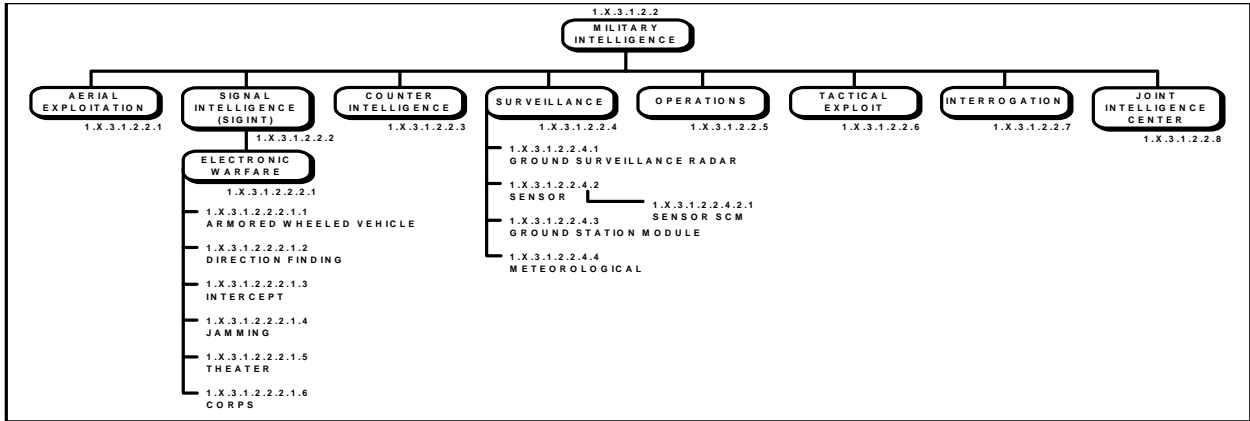 1.X.3.1.2.2
MILITARY
INTELLIGENCE
AERIAL
EXPLOITATION
1.X.3.1.2.2.1
SIGNAL
INTELLIGENCE
(SIGINT)
1.X.3.1.2.2.2
COUNTER
INTELLIGENCE
1.X.3.1.2.2.3
SURVEILLANCE
1.X.3.1.2.2.4
OPERATIONS
1.X.3.1.2.2.5
TACTICAL
EXPLOIT
1.X.3.1.2.2.6
INTERROGATION
1.X.3.1.2.2.7
JOINT
INTELLIGENCE
CENTER
1.X.3.1.2.2.8
ELECTRONIC
WARFARE
1.X.3.1.2.2.2.1
1.X.3.1.2.2.2.1.1
ARMORED WHEELED VEHICLE
1.X.3.1.2.2.2.1.2
DIRECTION FINDING
1.X.3.1.2.2.2.1.3
INTERCEPT
1.X.3.1.2.2.2.1.4
JAMMING
1.X.3.1.2.2.2.1.5
THEATER
1.X.3.1.2.2.2.1.6
CORPS
1.X.3.1.2.2.4.1
GROUND SURVEILLANCE RADAR
1.X.3.1.2.2.4.2
SENSOR
1.X.3.1.2.2.4.2.1
SENSOR SCM
1.X.3.1.2.2.4.3
GROUND STATION MODULE
1.X.3.1.2.2.4.4
METEOROLOGICAL